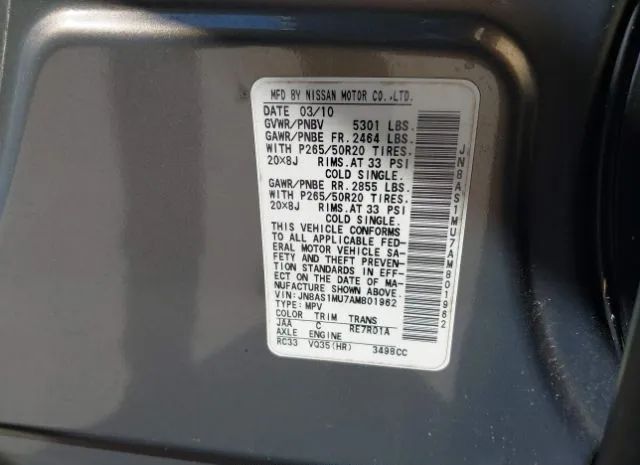 MFD BY NISSAN MOTOR CO.,LTD.
DATE 03/10
GVWR/PNBV 5301 LBS.
GAWR/PNBE FR. 2464 LBS.
WITH P265/50R20 TIRES.
20×8J RIMS. AT 33 PSI
COLD SINGLE.
GAWR/PNBE RR. 2855 LBS.
WITH P265/50R20 TIRES.
20×8J RIMS. AT 33 PSI
COLD SINGLE.
THIS VEHICLE CONFORMS
TO ALL APPLICABLE FED-
ERAL MOTOR VEHICLE SA-
FETY AND THEFT PREVEN-
TION STANDARDS IN EFF-
ECT ON THE DATE OF MA-
NUFACTURE SHOWN ABOVE.
VIN: JN8AS1MU7AM801962
TYPE: MPV
COLOR TRIM TRANS
JAA C RE7R01A
AXLE ENGINE
RC33 VQ35(HR) 3498CC
JN8AS1MU7AM801962